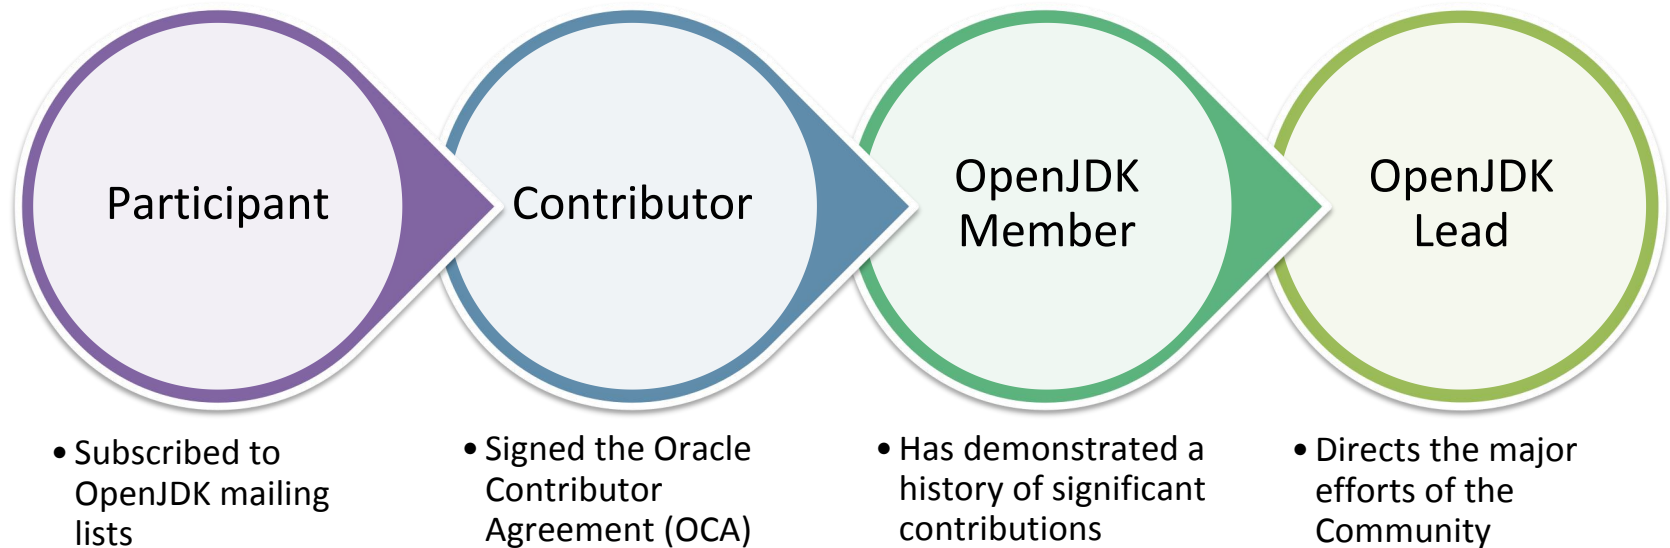 Participant
Contributor
OpenJDK
Member
OpenJDK
Lead
• Subscribed to
OpenJDK mailing
lists
• Signed the Oracle
Contributor
Agreement (OCA)
• Has demonstrated a
history of significant
contributions
• Directs the major
efforts of the
Community